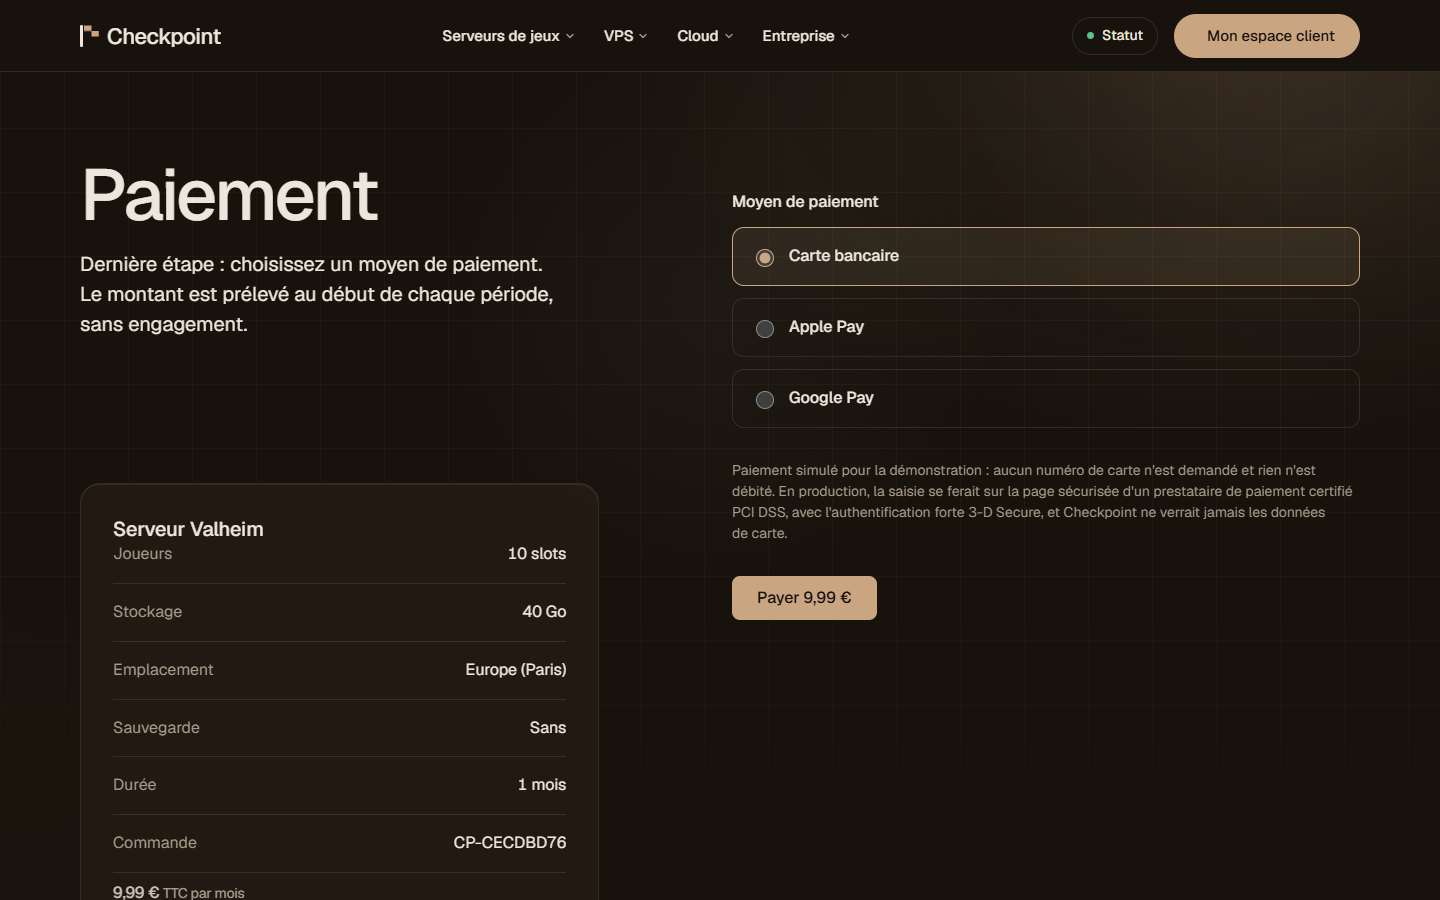 Checkpoint
Serveurs de jeux
VPS
Cloud
Entreprise
Statut
Mon espace client
Paiement
Dernière étape : choisissez un moyen de paiement.
Le montant est prélevé au début de chaque période,
sans engagement.
Serveur Valheim
Joueurs 10 slots
Stockage 40 Go
Emplacement Europe (Paris)
Sauvegarde Sans
Durée 1 mois
Commande CP-CECDBD76
9,99 € TTC par mois
Moyen de paiement
Carte bancaire
Apple Pay
Google Pay
Paiement simulé pour la démonstration : aucun numéro de carte n'est demandé et rien n'est
débité. En production, la saisie se ferait sur la page sécurisée d'un prestataire de paiement certifié
PCI DSS, avec l'authentification forte 3-D Secure, et Checkpoint ne verrait jamais les données
de carte.
Payer 9,99 €